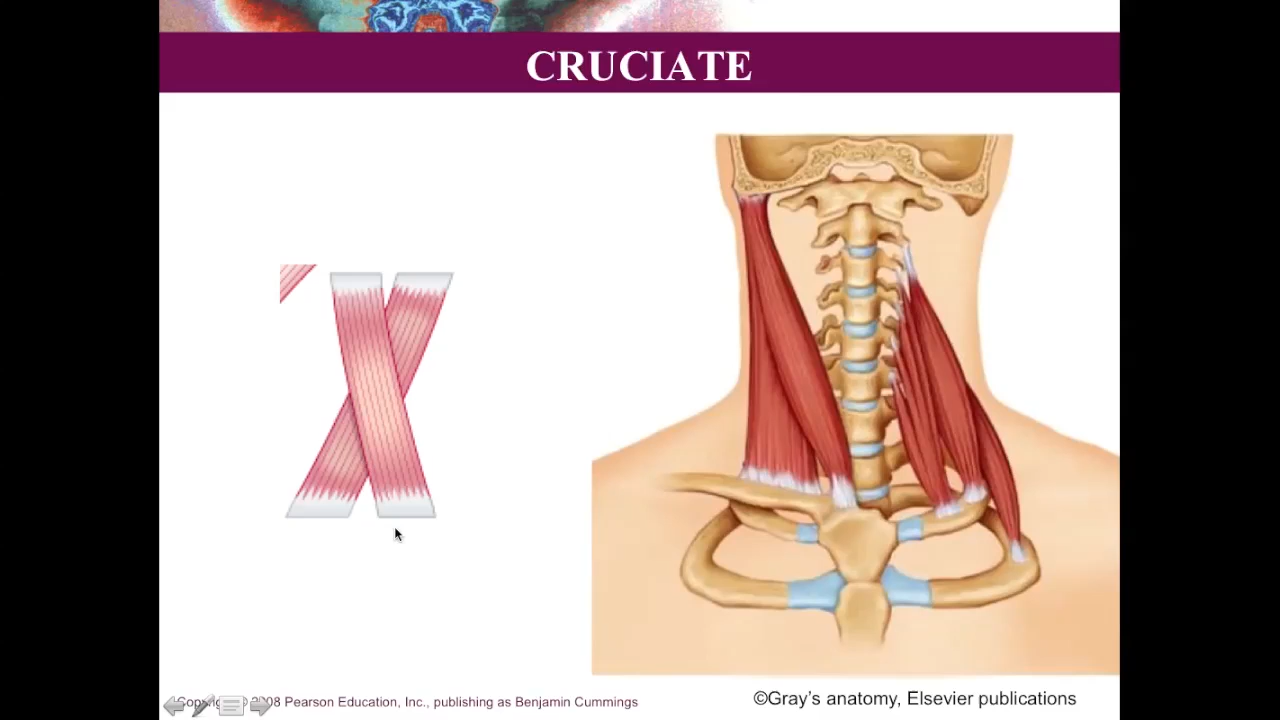 CRUCIATE
2008 Pearson Education, Inc., publishing as Benjamin Cummings
©Gray's anatomy, Elsevier publications